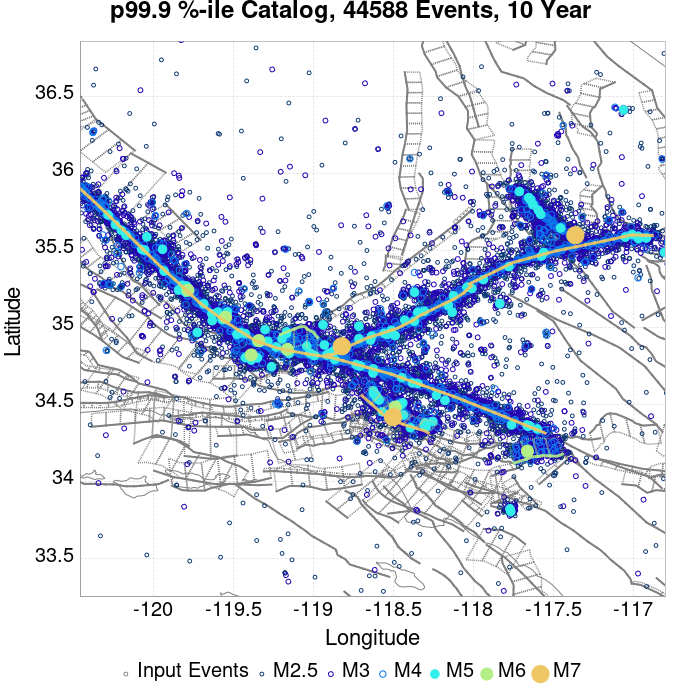 p99.9 %-ile Catalog, 44588 Events, 10 Year
36.5
36
35.5
35
34.5
34
33.5
Latitude
-120 -119.5 -119 -118.5 -118 -117.5 -117
Longitude
Input Events M2.5 M3 M4 M5 M6 M7